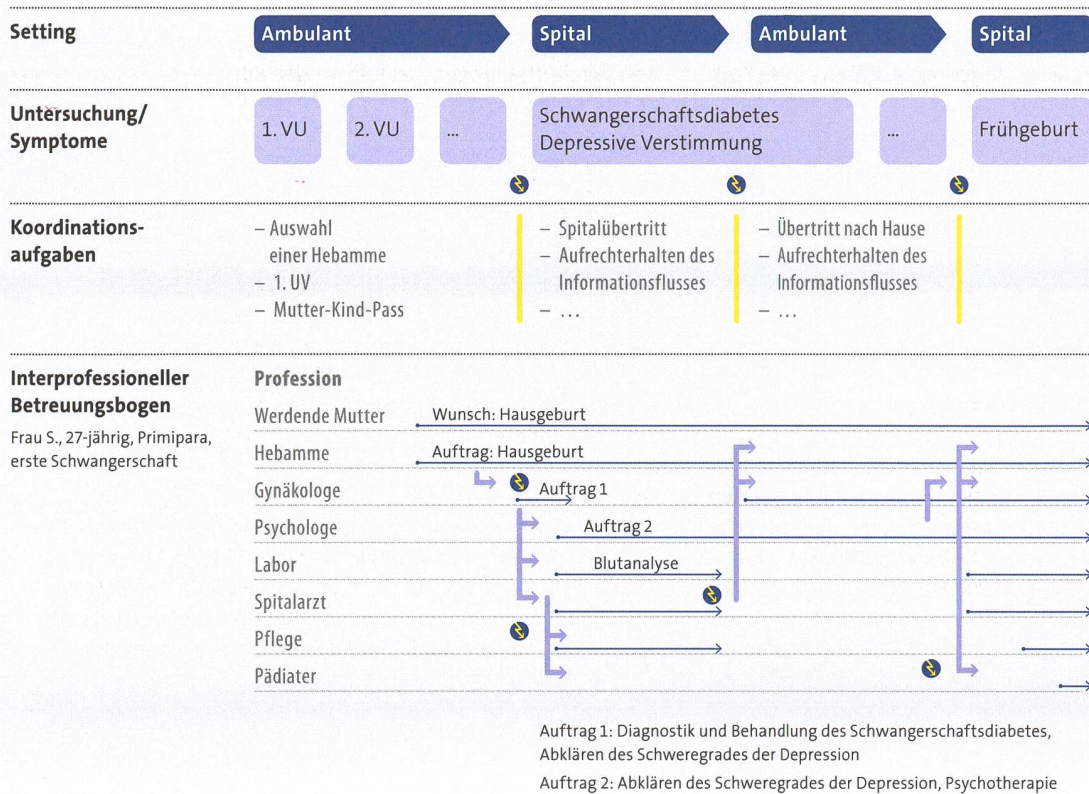 Setting
Ambulant
Spital
Ambulant
Spital
Untersuchung/
Symptome
1. VU
2. VU
...
Schwangerschaftsdiabetes
Depressive Verstimmung
...
Frühgeburt
Koordinations-
aufgaben
– Auswahl
einer Hebamme
– 1. UV
– Mutter-Kind-Pass
– Spitalübertritt
– Aufrechterhalten des
Informationsflusses
– ...
– Übertritt nach Hause
– Aufrechterhalten des
Informationsflusses
– ...
Interprofessioneller
Betreuungsbogen
Frau S., 27-jährig, Primipara,
erste Schwangerschaft
Profession
Werdende Mutter
Wunsch: Hausgeburt
Hebamme
Auftrag: Hausgeburt
Gynäkologe
Auftrag 1
Psychologe
Auftrag 2
Labor
Blutanalyse
Spitalarzt
Pflege
Pädiater
Auftrag 1: Diagnostik und Behandlung des Schwangerschaftsdiabetes,
Abklären des Schweregrades der Depression
Auftrag 2: Abklären des Schweregrades der Depression, Psychotherapie